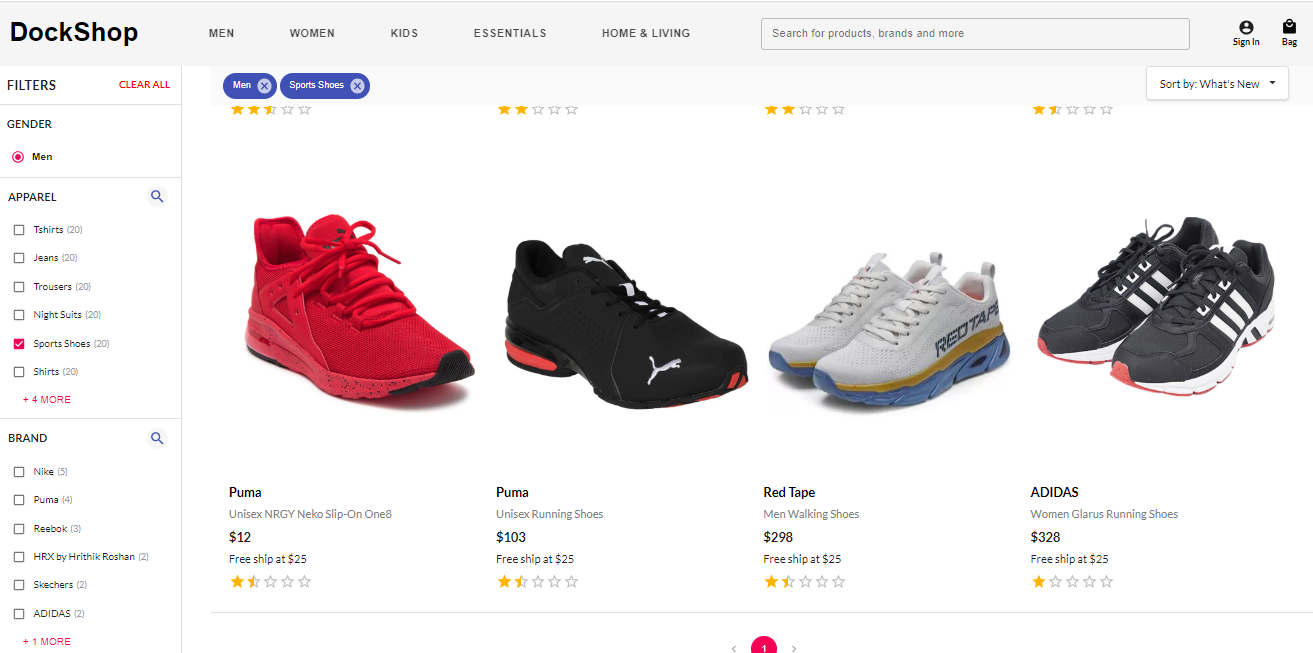 DockShop
MEN WOMEN KIDS ESSENTIALS HOME & LIVING
Search for products, brands and more
Sign In
Bag
FILTERS
CLEAR ALL
Men
Sports Shoes
Sort by: What's New
GENDER
Men
APPAREL
Tshirts (20)
Jeans (20)
Trousers (20)
Night Suits (20)
Sports Shoes (20)
Shirts (20)
+ 4 MORE
BRAND
Nike (5)
Puma (4)
Reebok (3)
HRX by Hrithik Roshan (2)
Skechers (2)
ADIDAS (2)
+ 1 MORE
RED TAPE
Puma
Unisex NRGY Neko Slip-On One8
$12
Free ship at $25
Puma
Unisex Running Shoes
$103
Free ship at $25
Red Tape
Men Walking Shoes
$298
Free ship at $25
ADIDAS
Women Glarus Running Shoes
$328
Free ship at $25
1